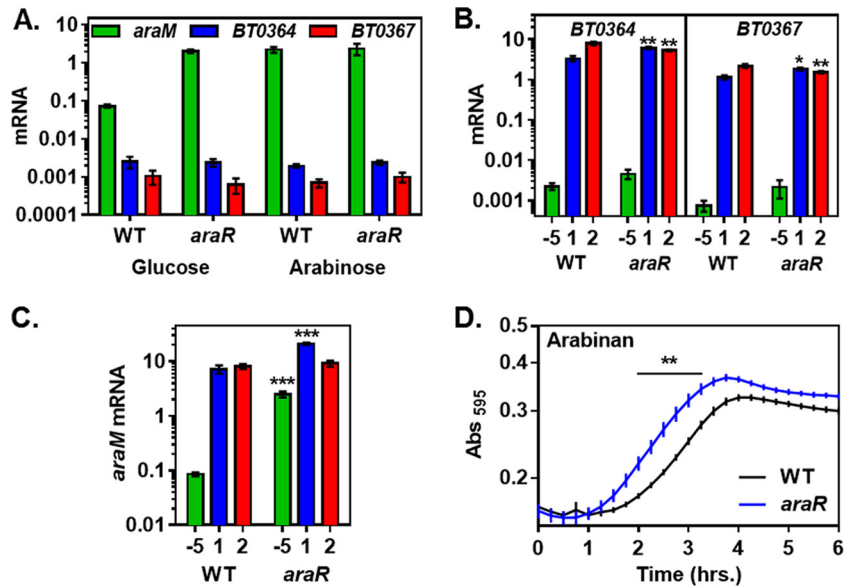 A.
araM BT0364 BT0367
mRNA
10
1
0.1
0.01
0.001
0.0001
WT araR WT araR
Glucose Arabinose
B.
BT0364 BT0367
mRNA
10
1
0.1
0.01
0.001
** ** * **
-5 1 2 -5 1 2 -5 1 2 -5 1 2
WT araR WT araR
C.
araM mRNA
10
1
0.1
0.01
*** ***
-5 1 2 -5 1 2
WT araR
D.
Arabinan
Abs 595
0.5
0.4
0.3
0.2
**
WT
araR
0 1 2 3 4 5 6
Time (hrs.)